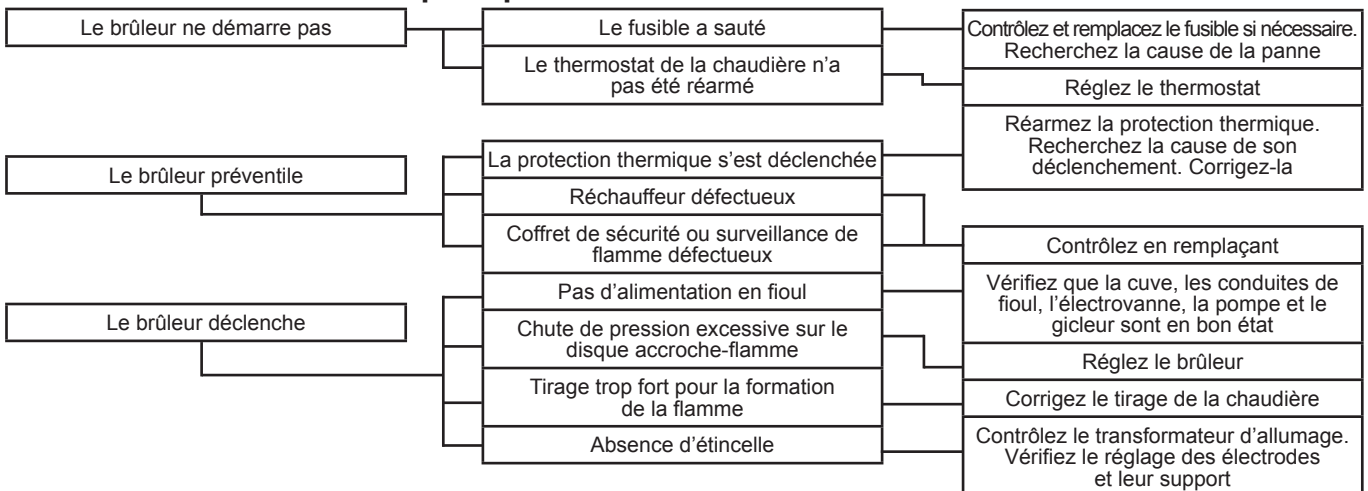 Le brûleur ne démarre pas
Le fusible a sauté
Contrôlez et remplacez le fusible si nécessaire.
Recherchez la cause de la panne
Le thermostat de la chaudière n’a
pas été réarmé
Réglez le thermostat
Réarmez la protection thermique.
Recherchez la cause de son
déclenchement. Corrigez-la
Le brûleur préventile
La protection thermique s’est déclenchée
Réchauffeur défectueux
Coffret de sécurité ou surveillance de
flamme défectueux
Contrôlez en remplaçant
Le brûleur déclenche
Pas d’alimentation en fioul
Vérifiez que la cuve, les conduites de
fioul, l’électrovanne, la pompe et le
gicleur sont en bon état
Chute de pression excessive sur le
disque accroche-flamme
Réglez le brûleur
Tirage trop fort pour la formation
de la flamme
Corrigez le tirage de la chaudière
Absence d’étincelle
Contrôlez le transformateur d’allumage.
Vérifiez le réglage des électrodes
et leur support